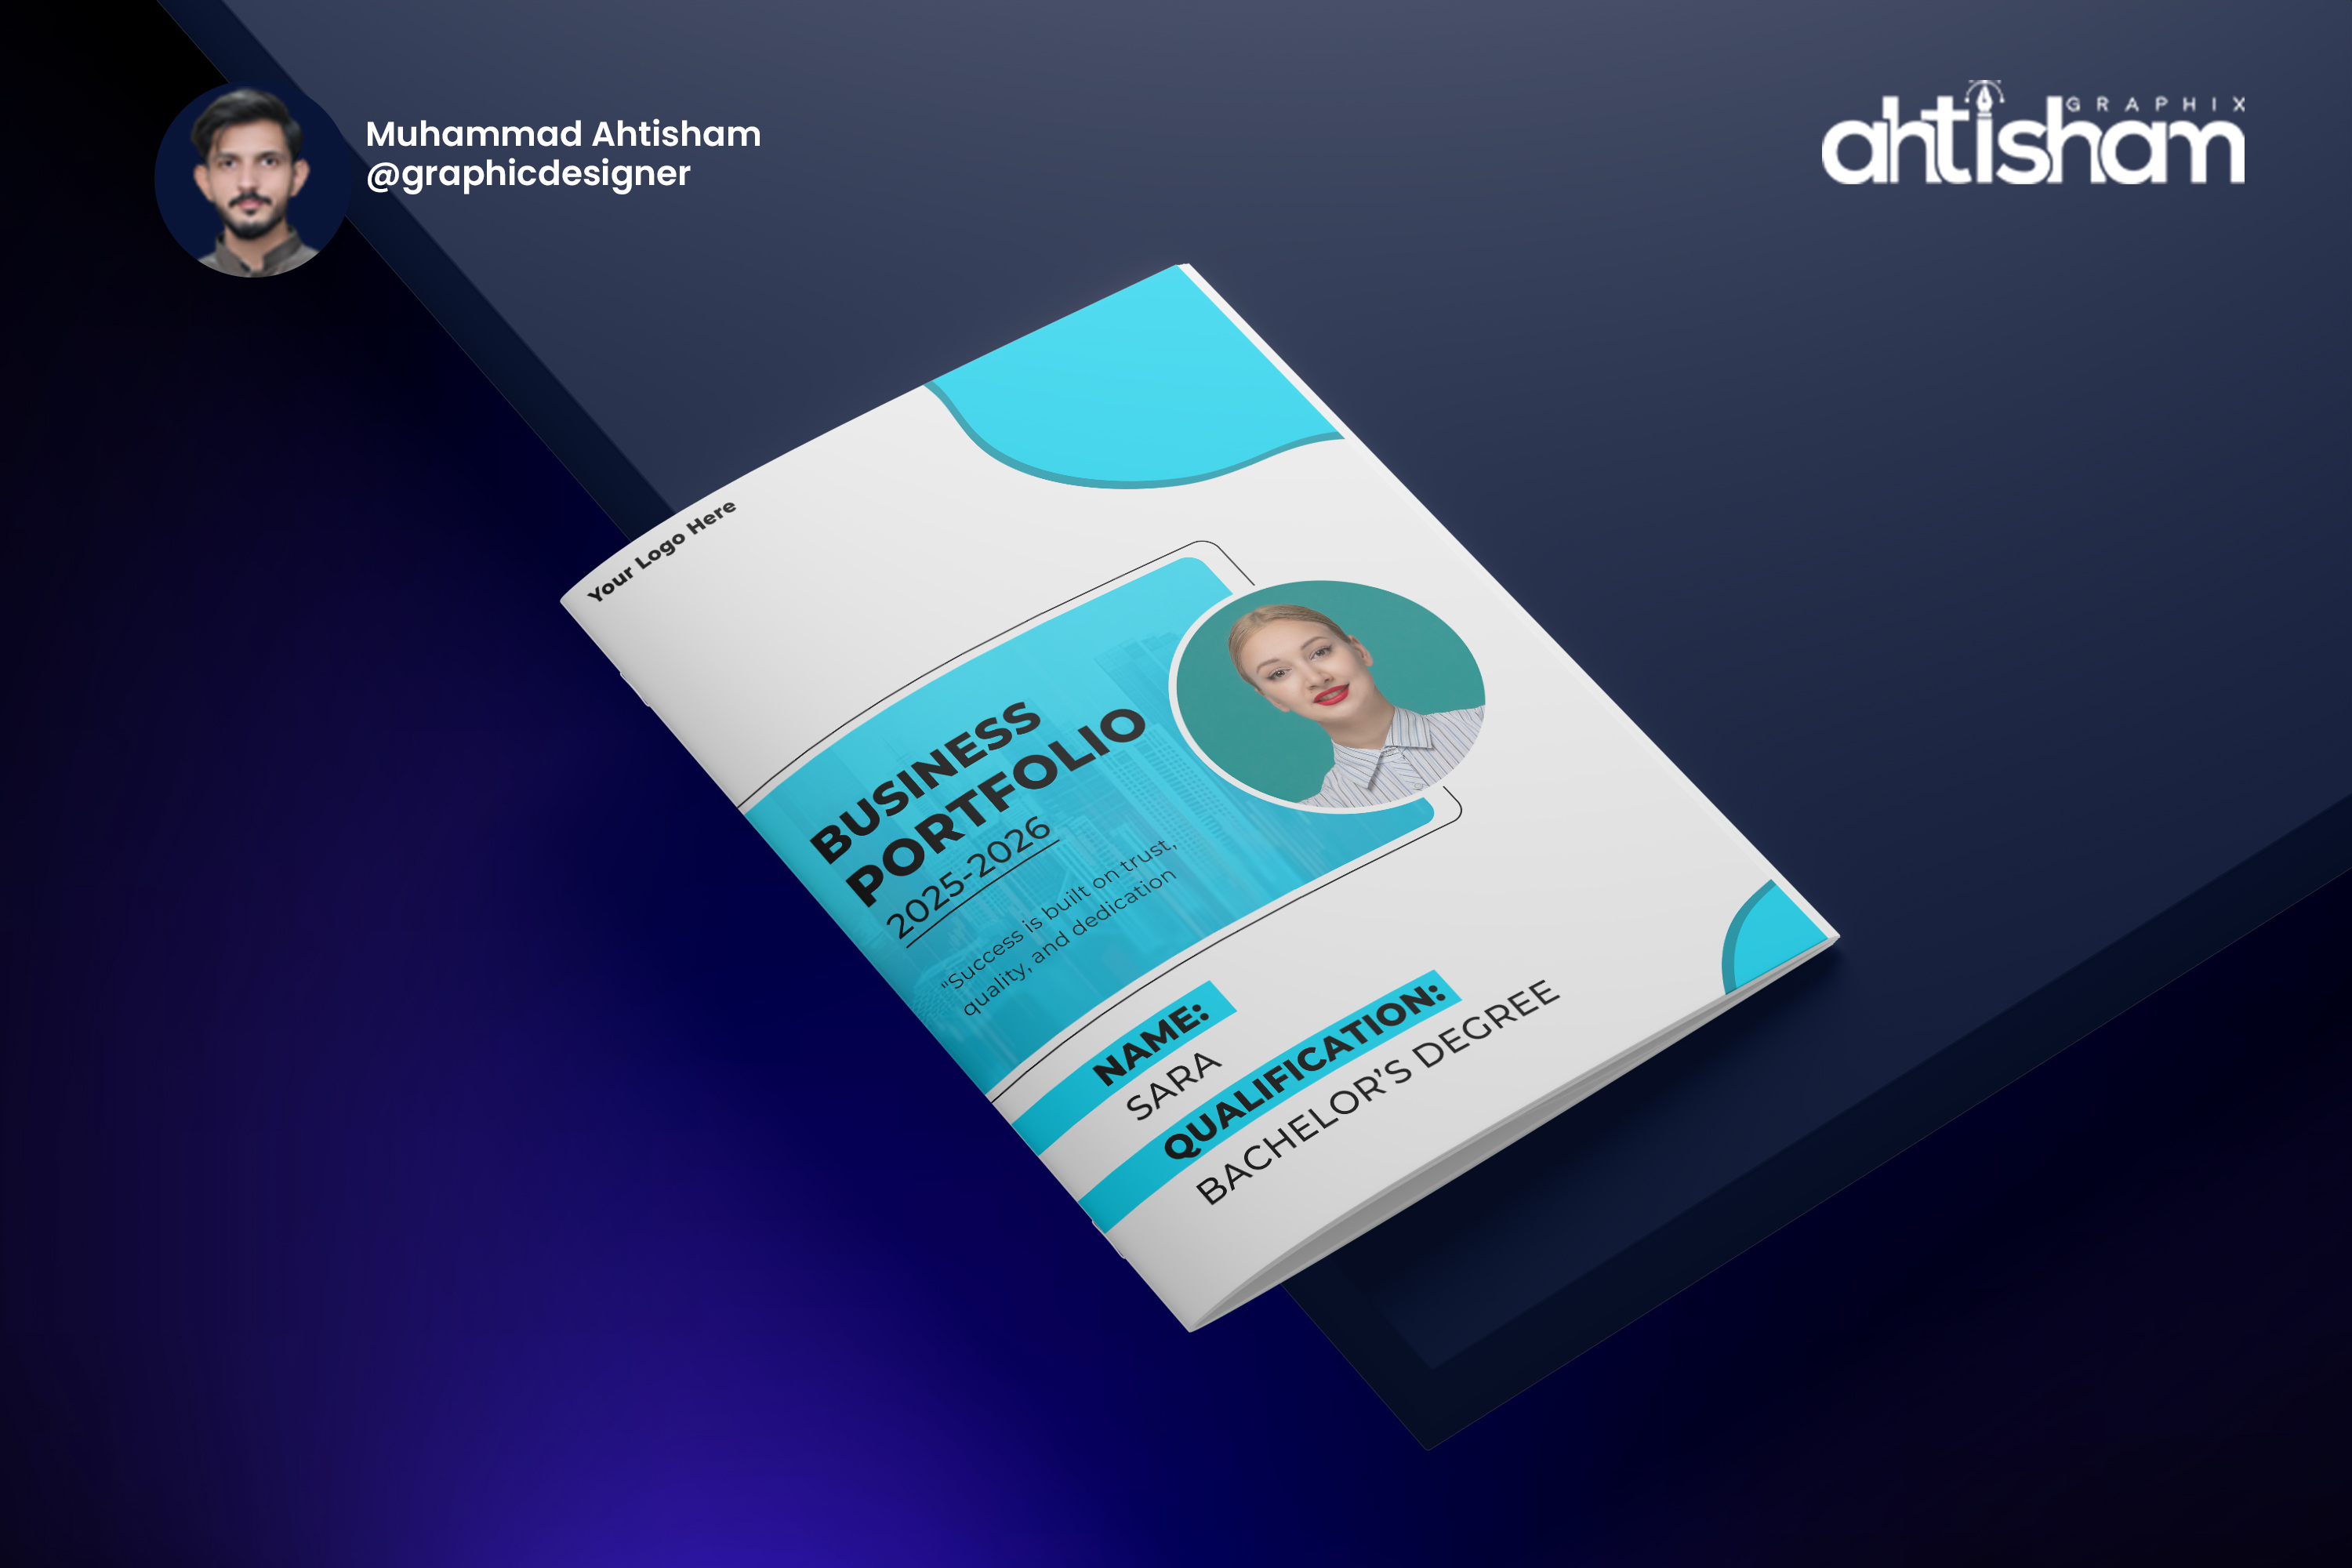 Muhammad Ahtisham
@graphicdesigner
GRAPHIX
ahtisham
Your Logo Here
BUSINESS
PORTFOLIO
2025-2026
"Success is built on trust,
quality, and dedication
NAME:
SARA
QUALIFICATION:
BACHELOR'S DEGREE